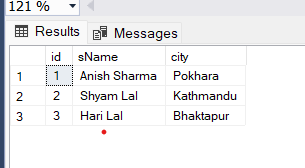 121 %
Results Messages
id sName city
1 1 Anish Sharma Pokhara
2 2 Shyam Lal Kathmandu
3 3 Hari Lal Bhaktapur